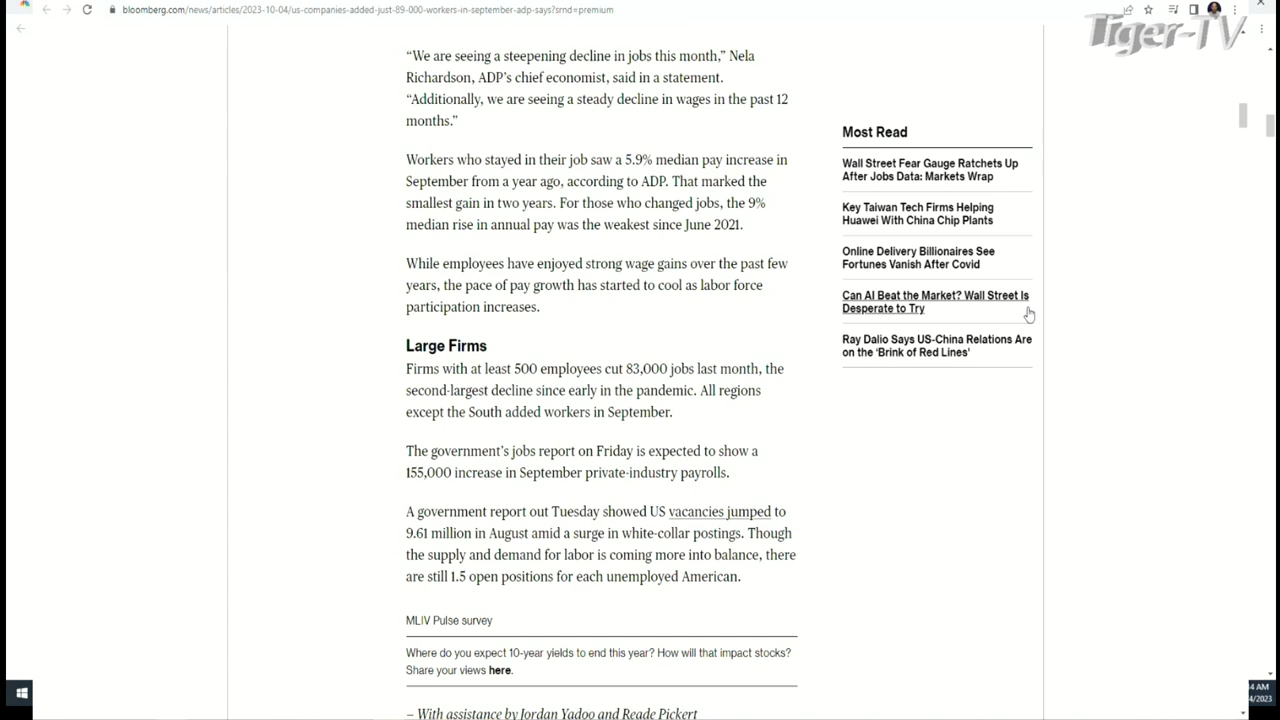 bloomberg.com/news/articles/2023-10-04/us-companies-added-just-89-000-workers-in-september-adp-says?srnd=premium
Tiger-TV
“We are seeing a steepening decline in jobs this month,” Nela
Richardson, ADP’s chief economist, said in a statement.
“Additionally, we are seeing a steady decline in wages in the past 12
months.”
Workers who stayed in their job saw a 5.9% median pay increase in
September from a year ago, according to ADP. That marked the
smallest gain in two years. For those who changed jobs, the 9%
median rise in annual pay was the weakest since June 2021.
While employees have enjoyed strong wage gains over the past few
years, the pace of pay growth has started to cool as labor force
participation increases.
Large Firms
Firms with at least 500 employees cut 83,000 jobs last month, the
second-largest decline since early in the pandemic. All regions
except the South added workers in September.
The government’s jobs report on Friday is expected to show a
155,000 increase in September private-industry payrolls.
A government report out Tuesday showed US vacancies jumped to
9.61 million in August amid a surge in white-collar postings. Though
the supply and demand for labor is coming more into balance, there
are still 1.5 open positions for each unemployed American.
MLIV Pulse survey
Where do you expect 10-year yields to end this year? How will that impact stocks?
Share your views here.
– With assistance by Jordan Yadoo and Reade Pickert
Most Read
Wall Street Fear Gauge Ratchets Up
After Jobs Data: Markets Wrap
Key Taiwan Tech Firms Helping
Huawei With China Chip Plants
Online Delivery Billionaires See
Fortunes Vanish After Covid
Can AI Beat the Market? Wall Street Is
Desperate to Try
Ray Dalio Says US-China Relations Are
on the ‘Brink of Red Lines’
4 AM
4/2023